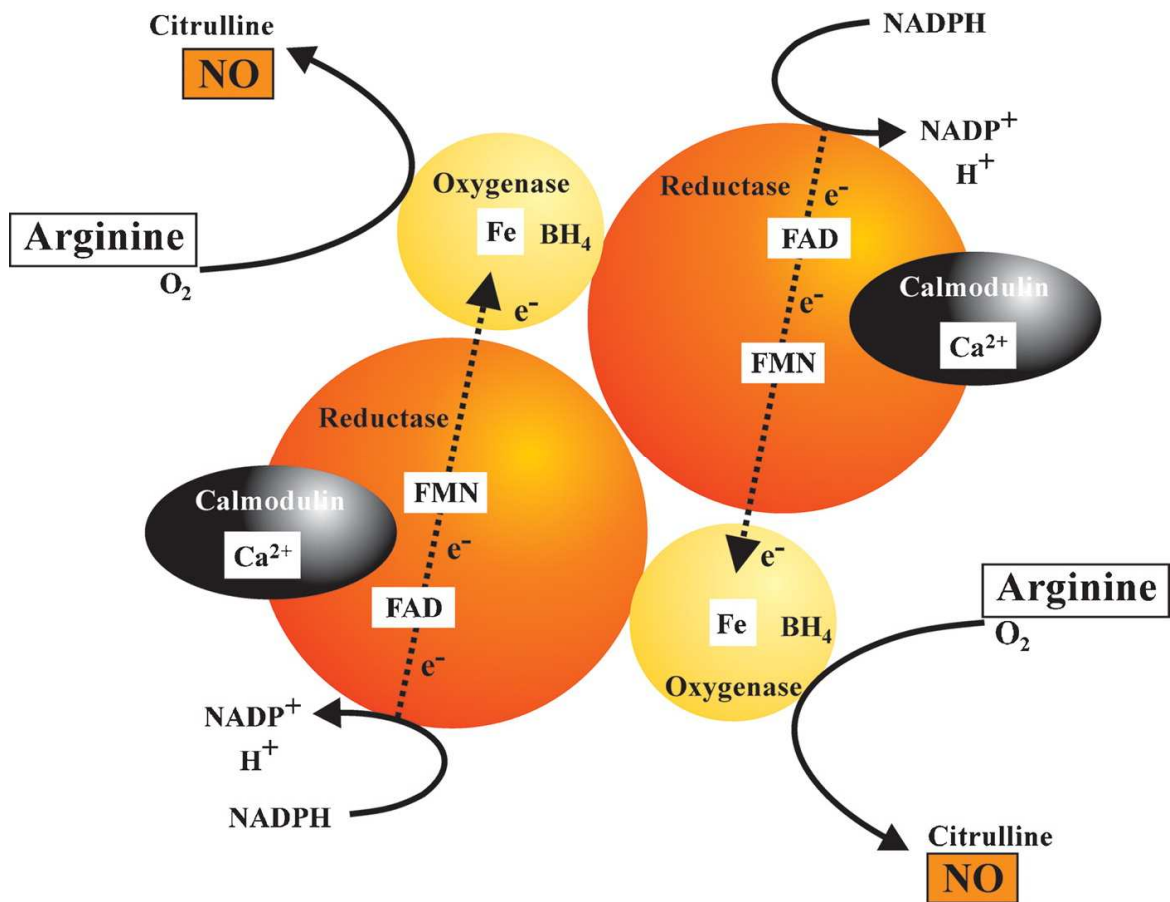 Citrulline
NO
NADPH
NADP⁺
H⁺
Oxygenase
Fe
BH₄
Arginine
O₂
e⁻
Reductase
e⁻
FAD
e⁻
FMN
Calmodulin
Ca²⁺
Reductase
FMN
e⁻
FAD
e⁻
Calmodulin
Ca²⁺
e⁻
Fe
BH₄
Oxygenase
Arginine
O₂
NADP⁺
H⁺
NADPH
Citrulline
NO